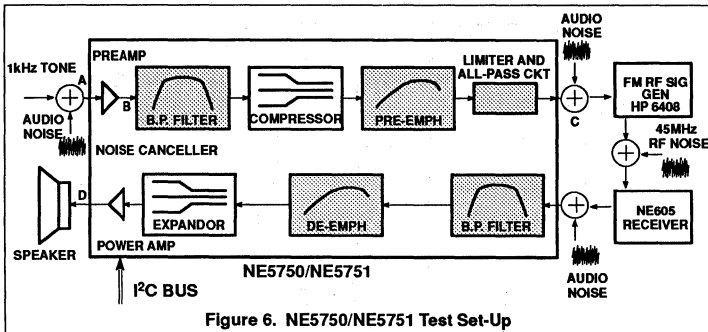 PREAMP
LIMITER AND
ALL-PASS CKT
AUDIO
NOISE
1kHz TONE
A
B
B.P. FILTER
COMPRESSOR
PRE-EMPH
C
FM RF SIG
GEN
HP 6408
AUDIO
NOISE
NOISE CANCELLER
45MHz
RF NOISE
D
EXPANDOR
DE-EMPH
B.P. FILTER
NE605
RECEIVER
SPEAKER
POWER AMP
NE5750/NE5751
AUDIO
NOISE
I²C BUS
Figure 6. NE5750/NE5751 Test Set-Up